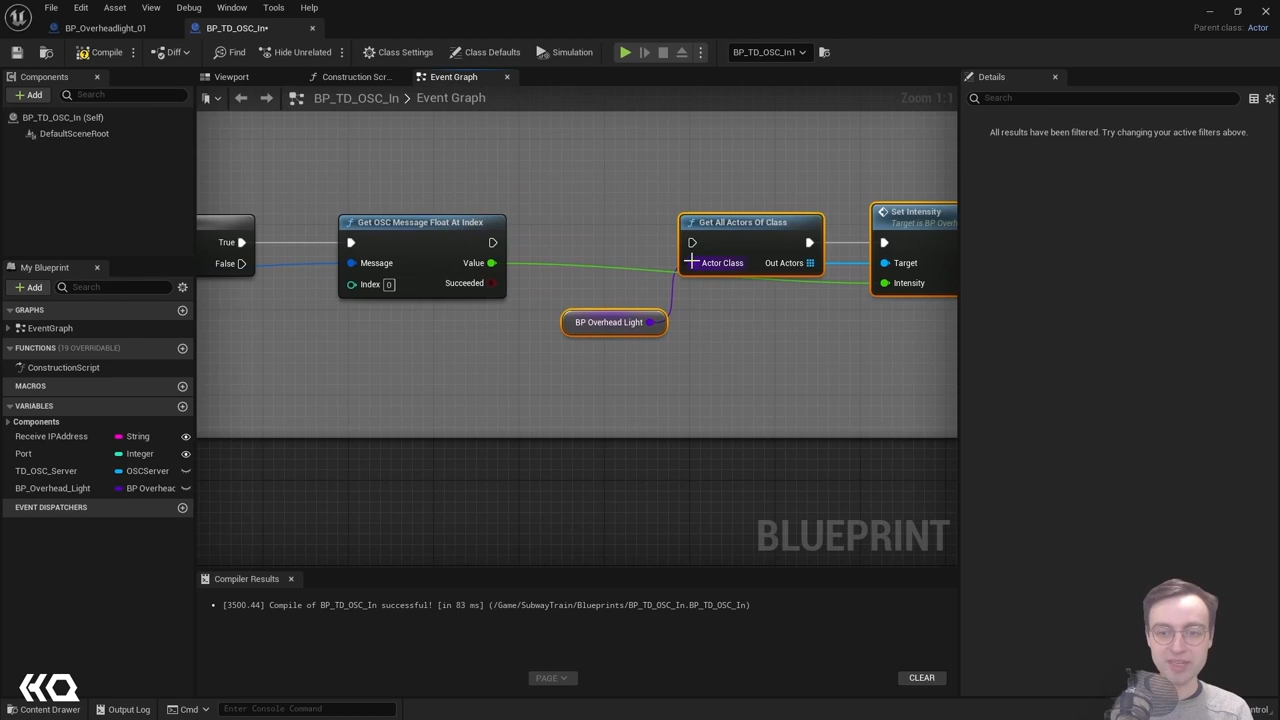 File Edit Asset View Debug Window Tools Help
BP_Overheadlight_01
BP_TD_OSC_In•
Parent class: Actor
Compile
Diff
Find
Hide Unrelated
Class Settings
Class Defaults
Simulation
BP_TD_OSC_In1
Components
Viewport
Construction Scr...
Event Graph
Details
Add
Search
BP_TD_OSC_In > Event Graph
Zoom 1:1
Search
BP_TD_OSC_In (Self)
DefaultSceneRoot
All results have been filtered. Try changing your active filters above.
True
False
Get OSC Message Float At Index
Message
Value
Index 0
Succeeded
Get All Actors Of Class
Actor Class
Out Actors
Set Intensity
Target is BP Overh
Target
Intensity
BP Overhead Light
My Blueprint
Add
Search
GRAPHS
EventGraph
FUNCTIONS (19 OVERRIDABLE)
ConstructionScript
MACROS
VARIABLES
Components
Receive IPAddress String
Port Integer
TD_OSC_Server OSCServer
BP_Overhead_Light BP Overheac
EVENT DISPATCHERS
BLUEPRINT
Compiler Results
[3500.44] Compile of BP_TD_OSC_In successful! [in 83 ms] (/Game/SubwayTrain/Blueprints/BP_TD_OSC_In.BP_TD_OSC_In)
PAGE
CLEAR
Content Drawer
Output Log
Cmd
Enter Console Command
ontrol